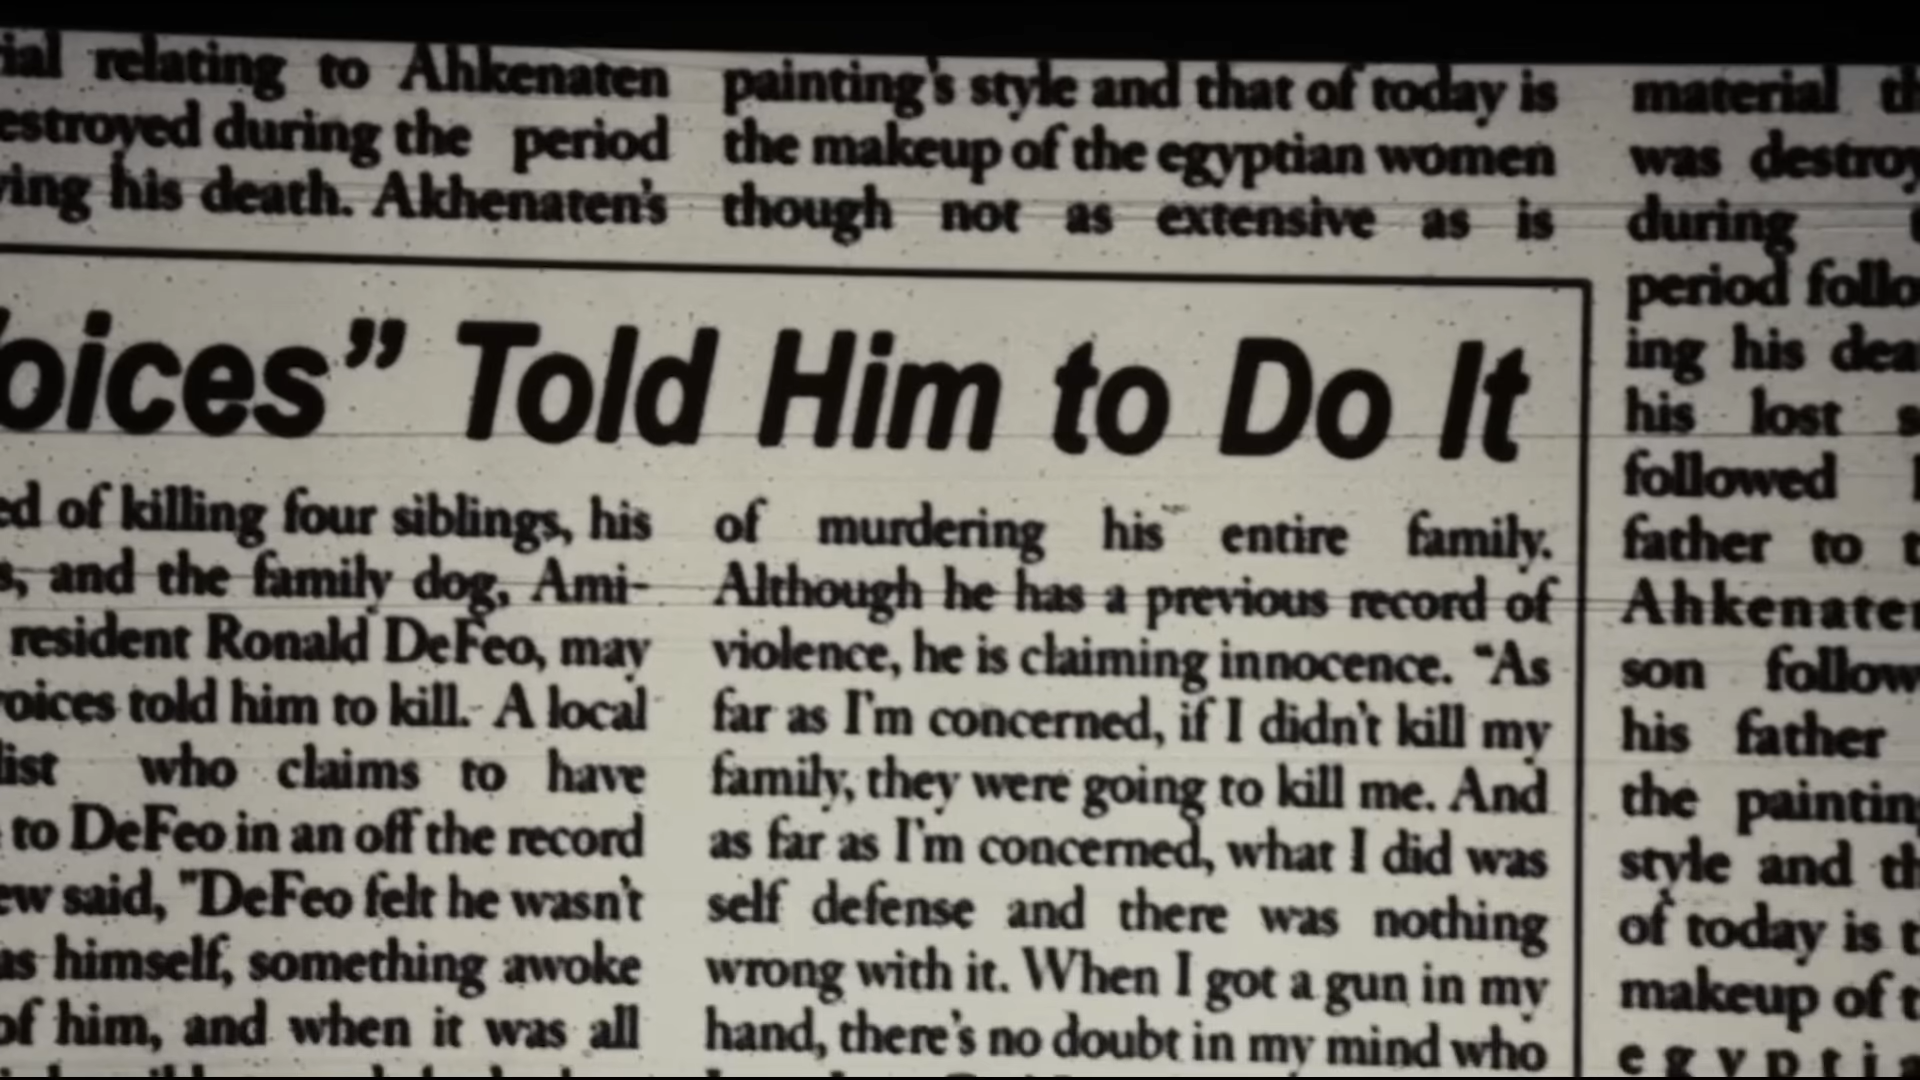 relating to Ahkenaten
during the period
his death. Akhenaten's
painting's style and that of today is
the makeup of the egyptian women
though not as extensive as is
oices” Told Him to Do It
ed of killing four siblings, his
s, and the family dog, Ami-
resident Ronald DeFeo, may
oices told him to kill. A local
list who claims to have
to DeFeo in an off the record
ew said, "DeFeo felt he wasn't
as himself, something awoke
of him, and when it was all
of murdering his entire family.
Although he has a previous record of
violence, he is claiming innocence. “As
far as I'm concerned, if I didn't kill my
family, they were going to kill me. And
as far as I'm concerned, what I did was
self defense and there was nothing
wrong with it. When I got a gun in my
hand, there's no doubt in my mind who
material
was destroy
during
period follo
ing his dea
his lost
followed
father to
Ahkenaten
son follow
his father
the painting
style and th
of today is t
makeup of t
egyptia